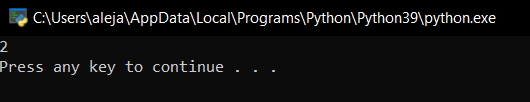 C:\Users\aleja\AppData\Local\Programs\Python\Python39\python.exe
2
Press any key to continue . . .